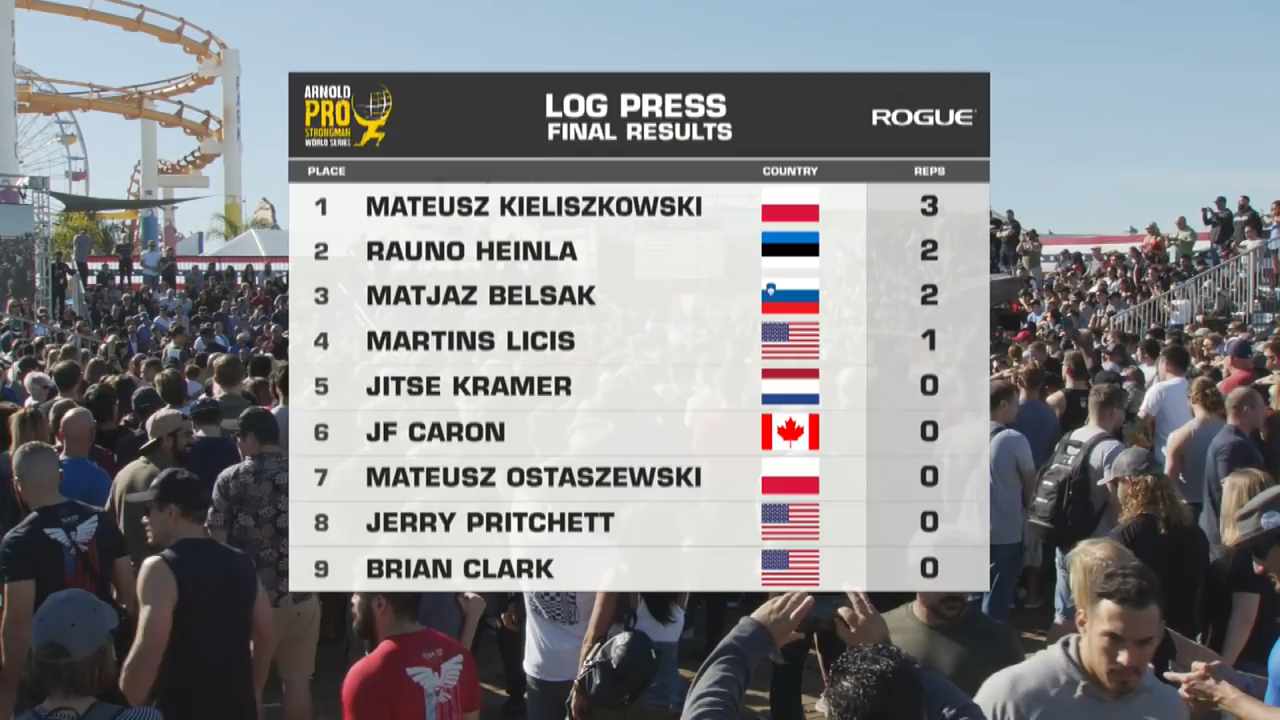 ARNOLD
PRO
STRONGMAN
WORLD SERIES
LOG PRESS
FINAL RESULTS
ROGUE
PLACE COUNTRY REPS
1 MATEUSZ KIELISZKOWSKI 3
2 RAUNO HEINLA 2
3 MATJAZ BELSAK 2
4 MARTINS LICIS 1
5 JITSE KRAMER 0
6 JF CARON 0
7 MATEUSZ OSTASZEWSKI 0
8 JERRY PRITCHETT 0
9 BRIAN CLARK 0